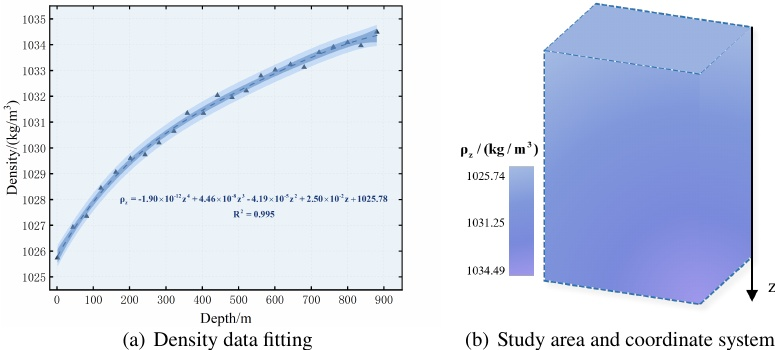 1035
1034
1033
1032
1031
1030
1029
1028
1027
1026
1025
Density/(kg/m³)
ρz = -1.90×10⁻¹²z⁴ + 4.46×10⁻⁸z³ - 4.19×10⁻⁵z² + 2.50×10⁻²z + 1025.78
R² = 0.995
0 100 200 300 400 500 600 700 800 900
Depth/m
(a) Density data fitting
ρz / (kg / m³)
1025.74
1031.25
1034.49
z
(b) Study area and coordinate system